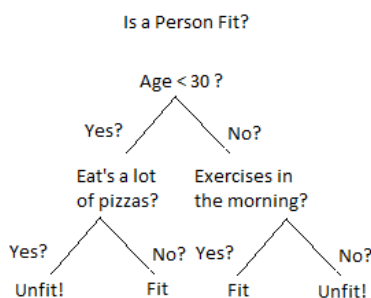 Is a Person Fit?
Age < 30 ?
Yes?
No?
Eat's a lot
of pizzas?
Exercises in
the morning?
Yes?
No?
Yes?
No?
Unfit!
Fit
Fit
Unfit!